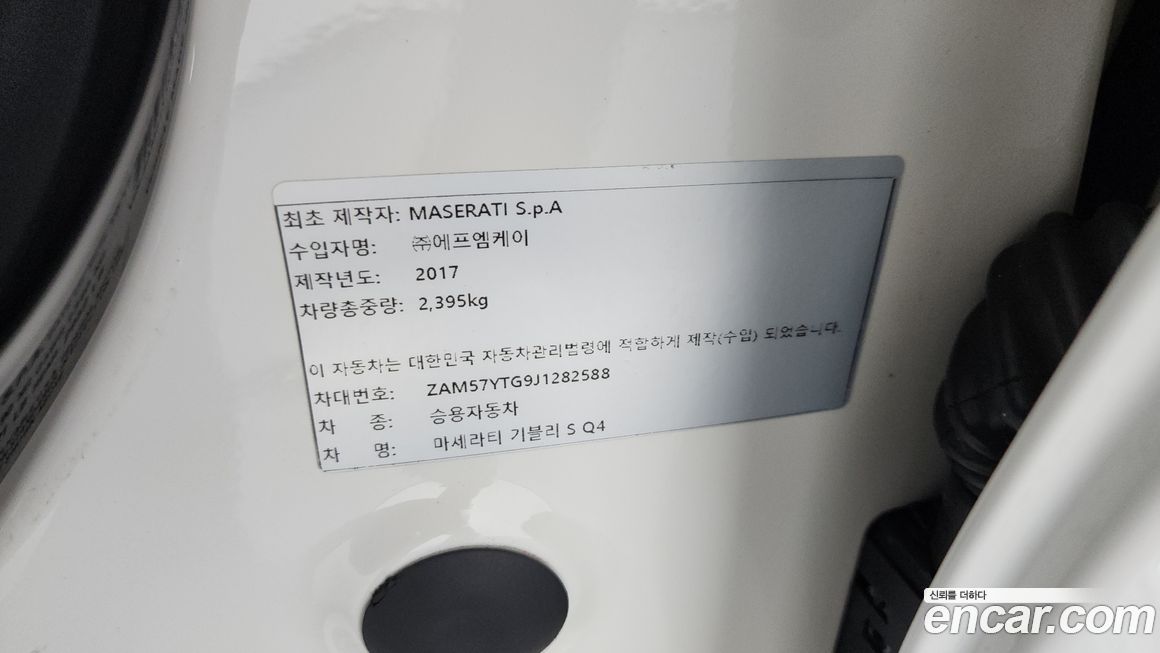 최초 제작자: MASERATI S.p.A
수입자명: ㈜에프엠케이
제작년도: 2017
차량총중량: 2,395kg
이 자동차는 대한민국 자동차관리법령에 적합하게 제작(수입) 되었습니다.
차대번호: ZAM57YTG9J1282588
차 종: 승용자동차
차 명: 마세라티 기블리 S Q4
신뢰를 더하다
encar.com